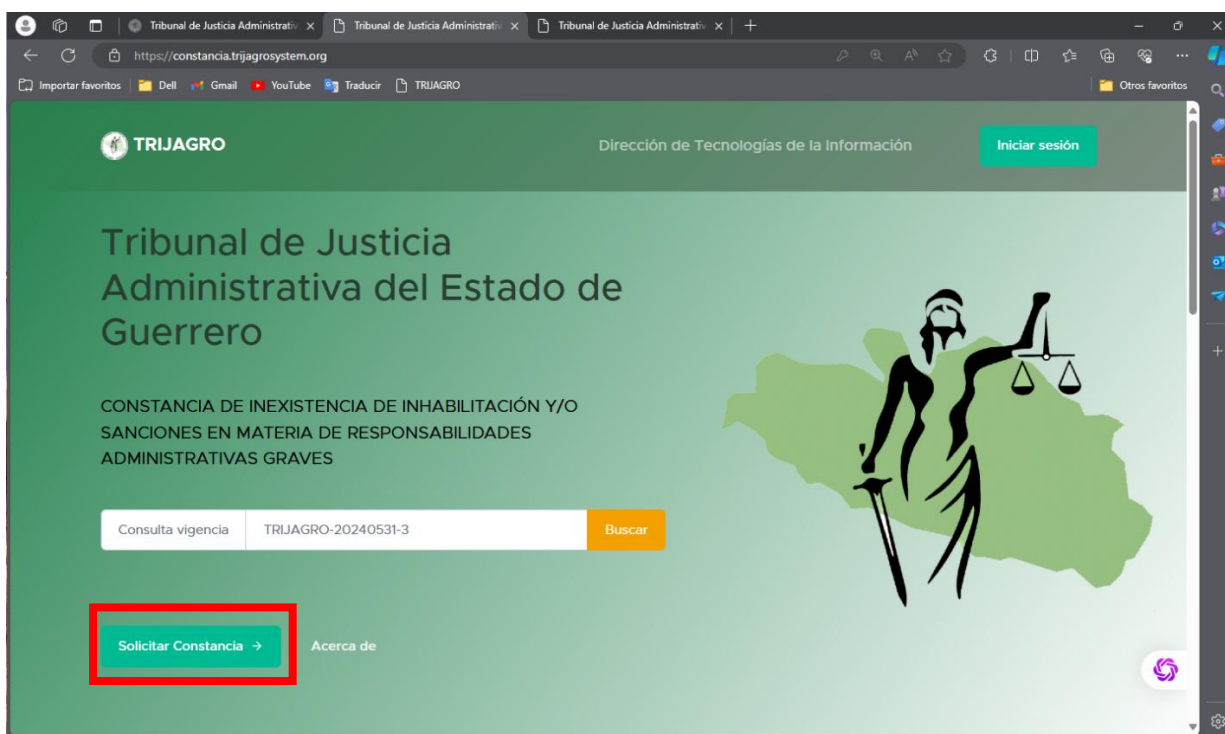 Tribunal de Justicia Administrativ
Tribunal de Justicia Administrativ
Tribunal de Justicia Administrativ
https://constancia.trijagrosystem.org
Importar favoritos
Dell
Gmail
YouTube
Traducir
TRIJAGRO
Otros favoritos
TRIJAGRO
Dirección de Tecnologías de la Información
Iniciar sesión
Tribunal de Justicia
Administrativa del Estado de
Guerrero
CONSTANCIA DE INEXISTENCIA DE INHABILITACIÓN Y/O
SANCIONES EN MATERIA DE RESPONSABILIDADES
ADMINISTRATIVAS GRAVES
Consulta vigencia
TRIJAGRO-20240531-3
Buscar
Solicitar Constancia →
Acerca de